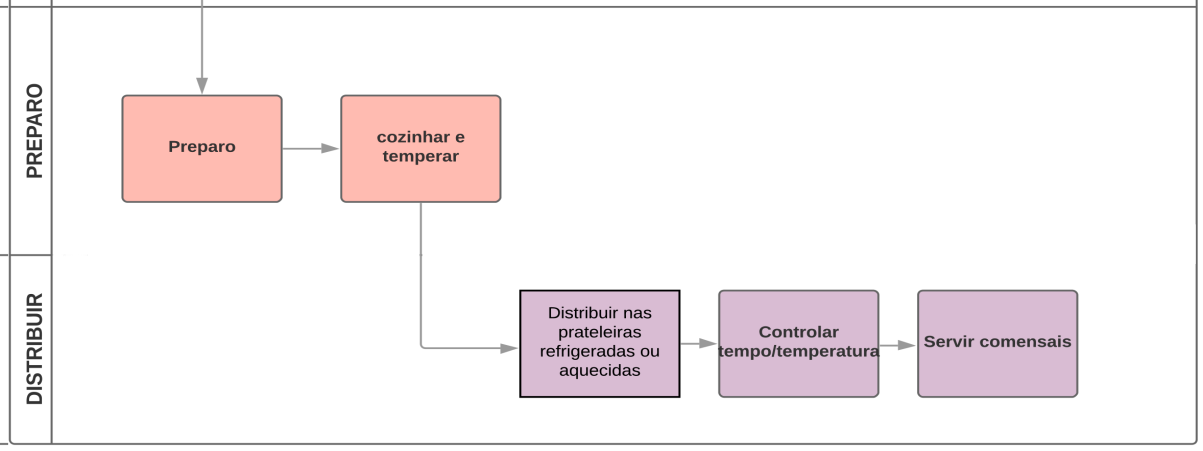 PREPARO
Preparo
cozinhar e
temperar
DISTRIBUIR
Distribuir nas
prateleiras
refrigeradas ou
aquecidas
Controlar
tempo/temperatura
Servir comensais